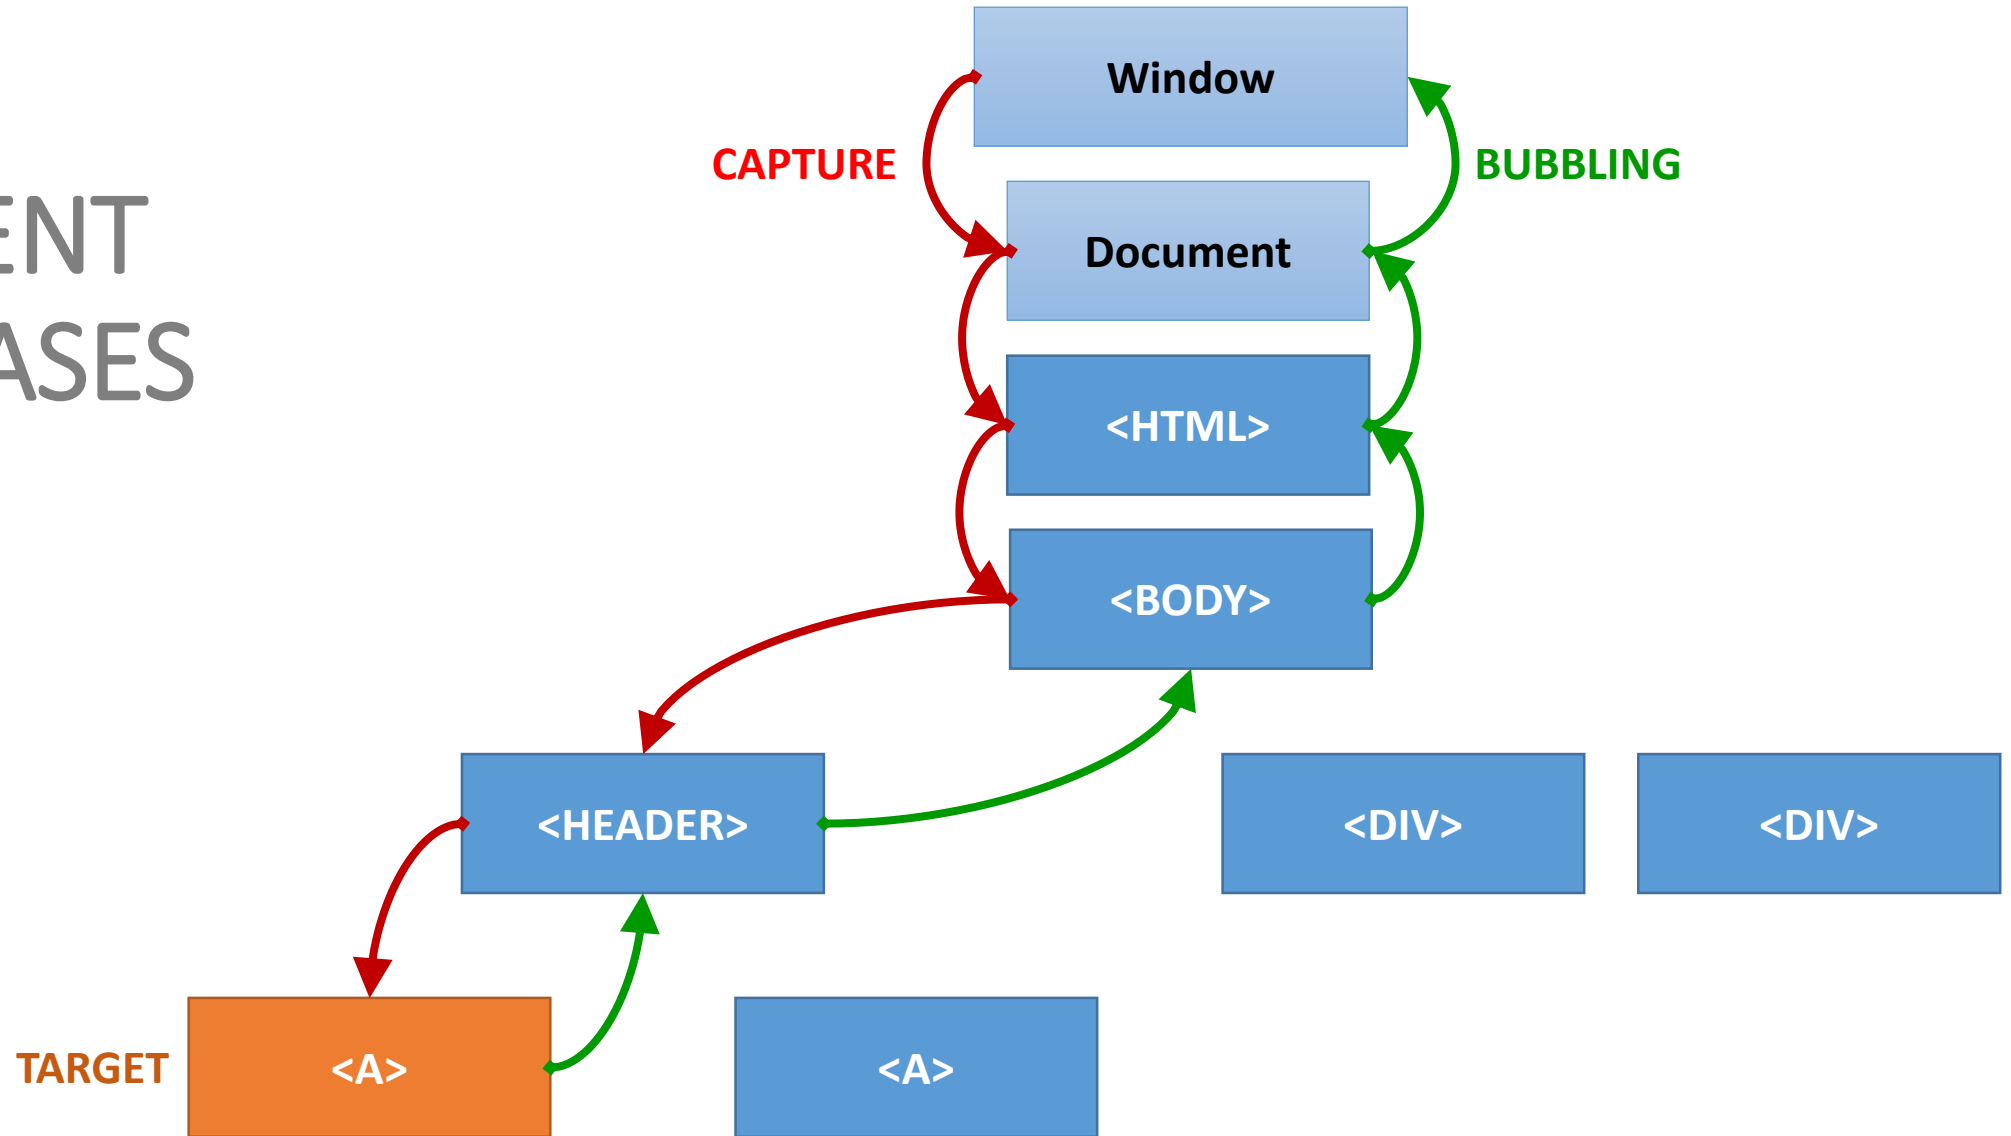 Window
CAPTURE
BUBBLING
ENT
Document
ASES
<HTML>
<BODY>
<HEADER>
<DIV>
<DIV>
TARGET
<A>
<A>